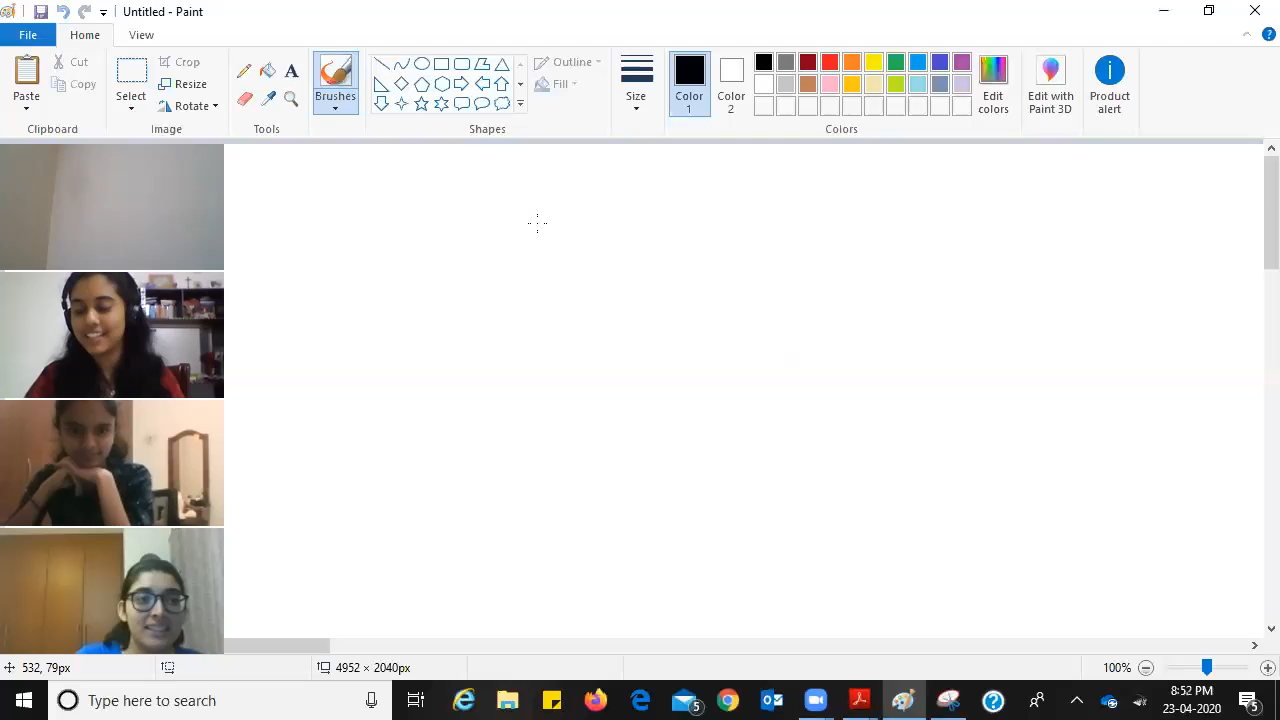 Untitled - Paint
File
Home
View
Paste
Cut
Copy
Clipboard
Select
Crop
Resize
Rotate
Image
A
Tools
Brushes
Outline
Fill
Shapes
Size
Color 1
Color 2
Edit colors
Colors
Edit with Paint 3D
Product alert
532, 79px
4952 × 2040px
100%
Type here to search
5
8:52 PM
23-04-2020
5